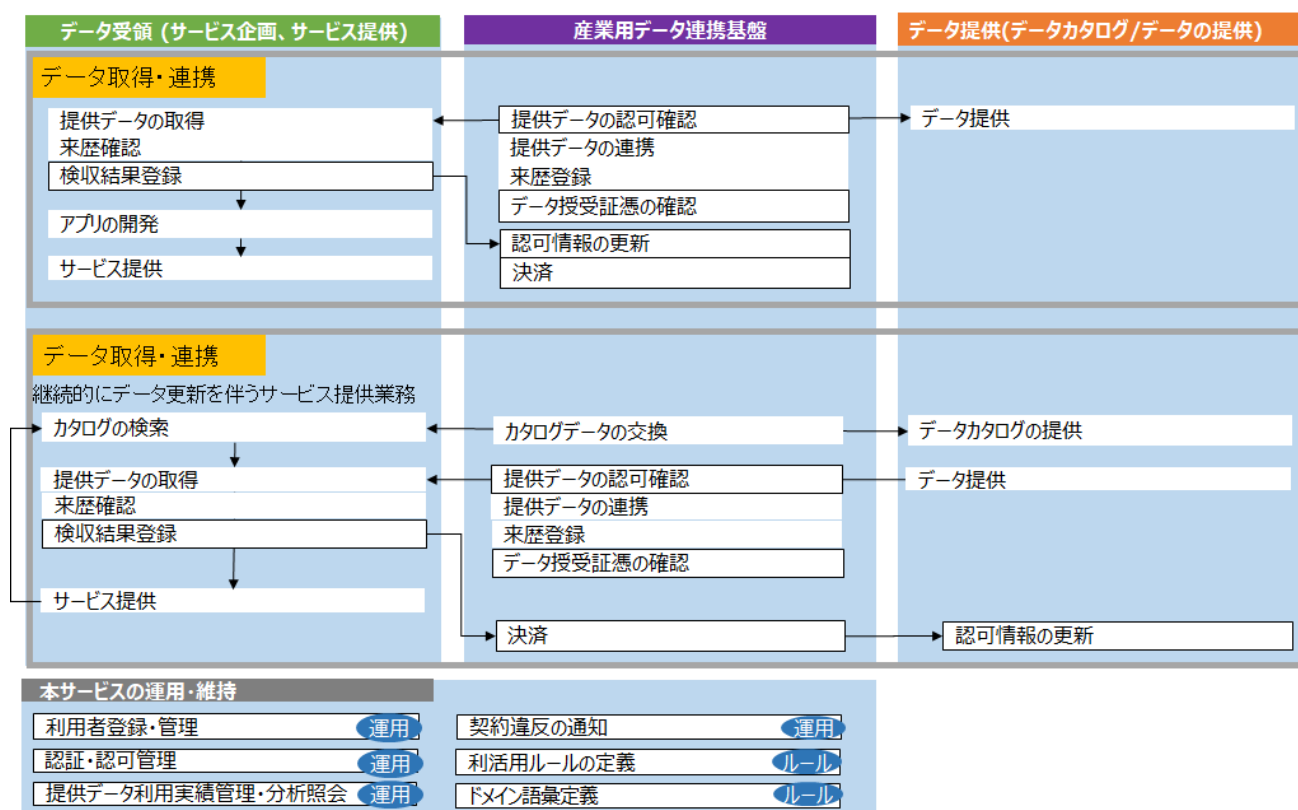 データ受領 (サービス企画、サービス提供)
産業用データ連携基盤
データ提供(データカタログ/データの提供)
データ取得・連携
提供データの取得
来歴確認
検収結果登録
アプリの開発
サービス提供
提供データの認可確認
提供データの連携
来歴登録
データ授受証憑の確認
認可情報の更新
決済
データ提供
データ取得・連携
継続的にデータ更新を伴うサービス提供業務
カタログの検索
提供データの取得
来歴確認
検収結果登録
サービス提供
カタログデータの交換
提供データの認可確認
提供データの連携
来歴登録
データ授受証憑の確認
決済
データカタログの提供
データ提供
認可情報の更新
本サービスの運用・維持
利用者登録・管理 運用
認証・認可管理 運用
提供データ利用実績管理・分析照会 運用
契約違反の通知 運用
利活用ルールの定義 ルール
ドメイン語彙定義 ルール